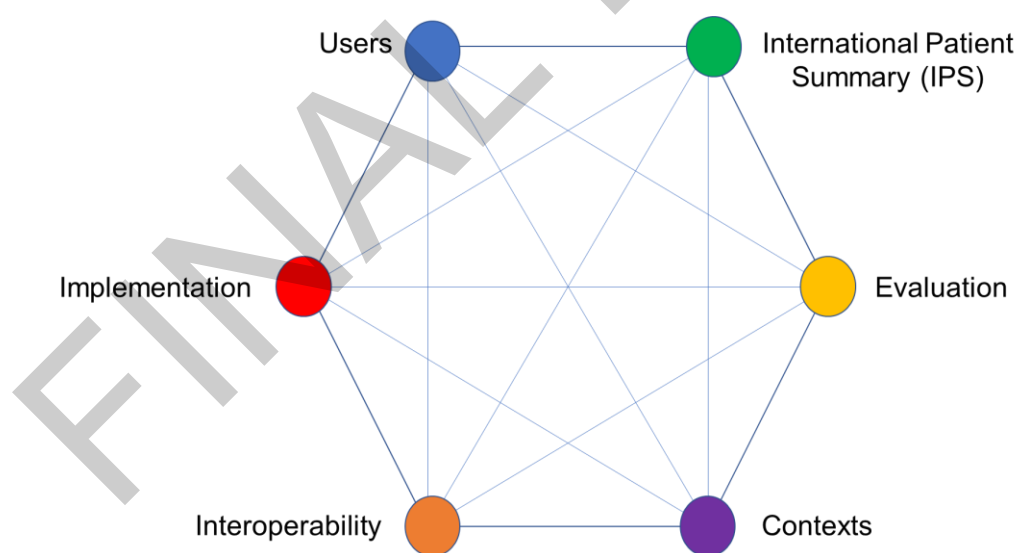 Users
International Patient
Summary (IPS)
Implementation
Evaluation
Interoperability
Contexts
FINAL